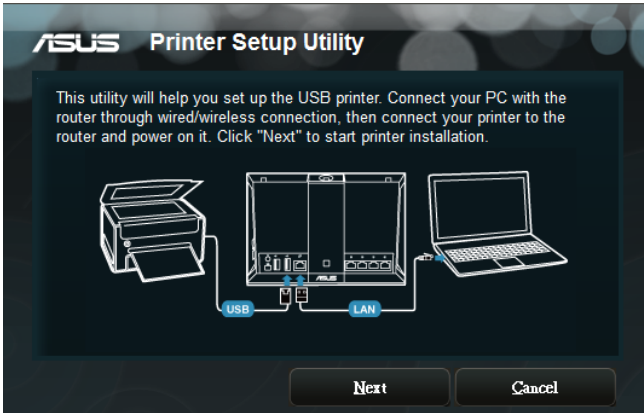 ASUS Printer Setup Utility
This utility will help you set up the USB printer. Connect your PC with the
router through wired/wireless connection, then connect your printer to the
router and power on it. Click "Next" to start printer installation.
ASUS
USB
LAN
Next
Cancel